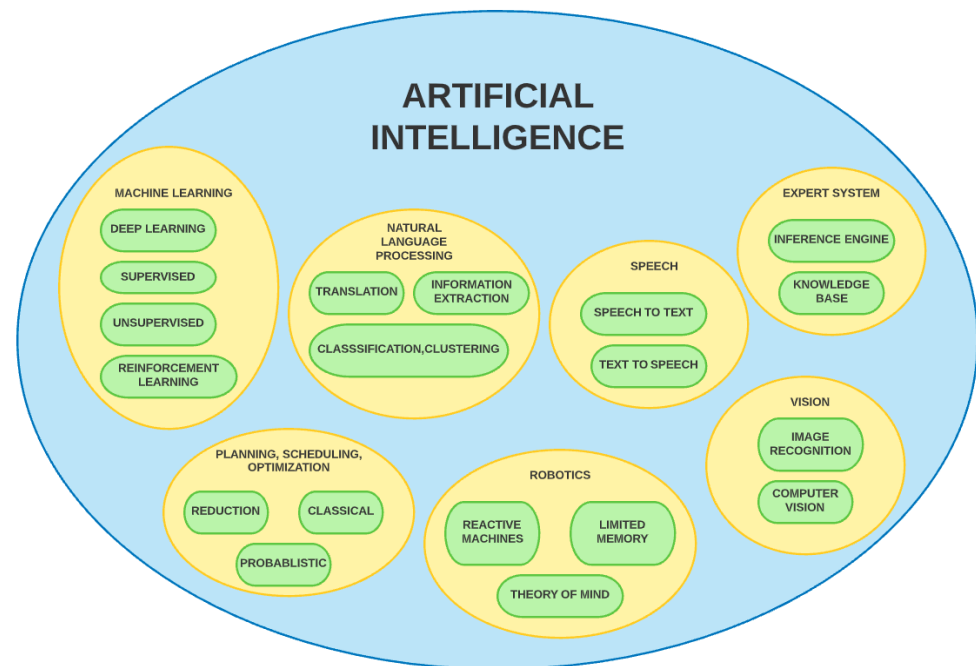 ARTIFICIAL
INTELLIGENCE
MACHINE LEARNING
DEEP LEARNING
SUPERVISED
UNSUPERVISED
REINFORCEMENT
LEARNING
NATURAL
LANGUAGE
PROCESSING
TRANSLATION
INFORMATION
EXTRACTION
CLASSSIFICATION,CLUSTERING
SPEECH
SPEECH TO TEXT
TEXT TO SPEECH
EXPERT SYSTEM
INFERENCE ENGINE
KNOWLEDGE
BASE
PLANNING, SCHEDULING,
OPTIMIZATION
REDUCTION
CLASSICAL
PROBABLISTIC
ROBOTICS
REACTIVE
MACHINES
LIMITED
MEMORY
THEORY OF MIND
VISION
IMAGE
RECOGNITION
COMPUTER
VISION